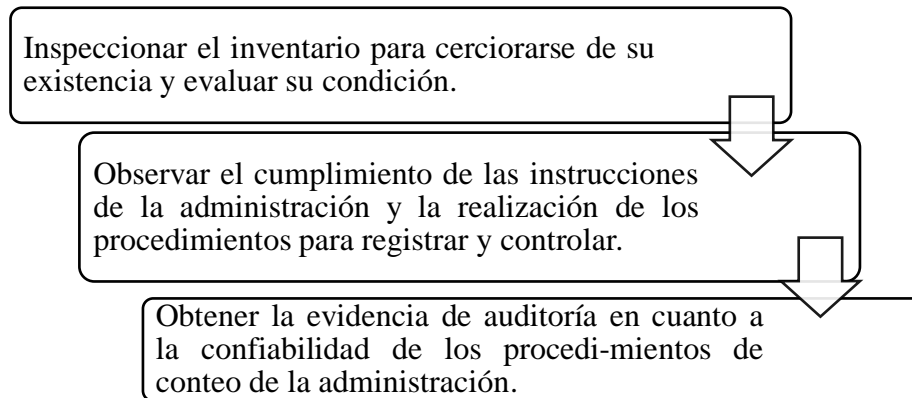 Inspeccionar el inventario para cerciorarse de su
existencia y evaluar su condición.
Observar el cumplimiento de las instrucciones
de la administración y la realización de los
procedimientos para registrar y controlar.
Obtener la evidencia de auditoría en cuanto a
la confiabilidad de los procedi-mientos de
conteo de la administración.